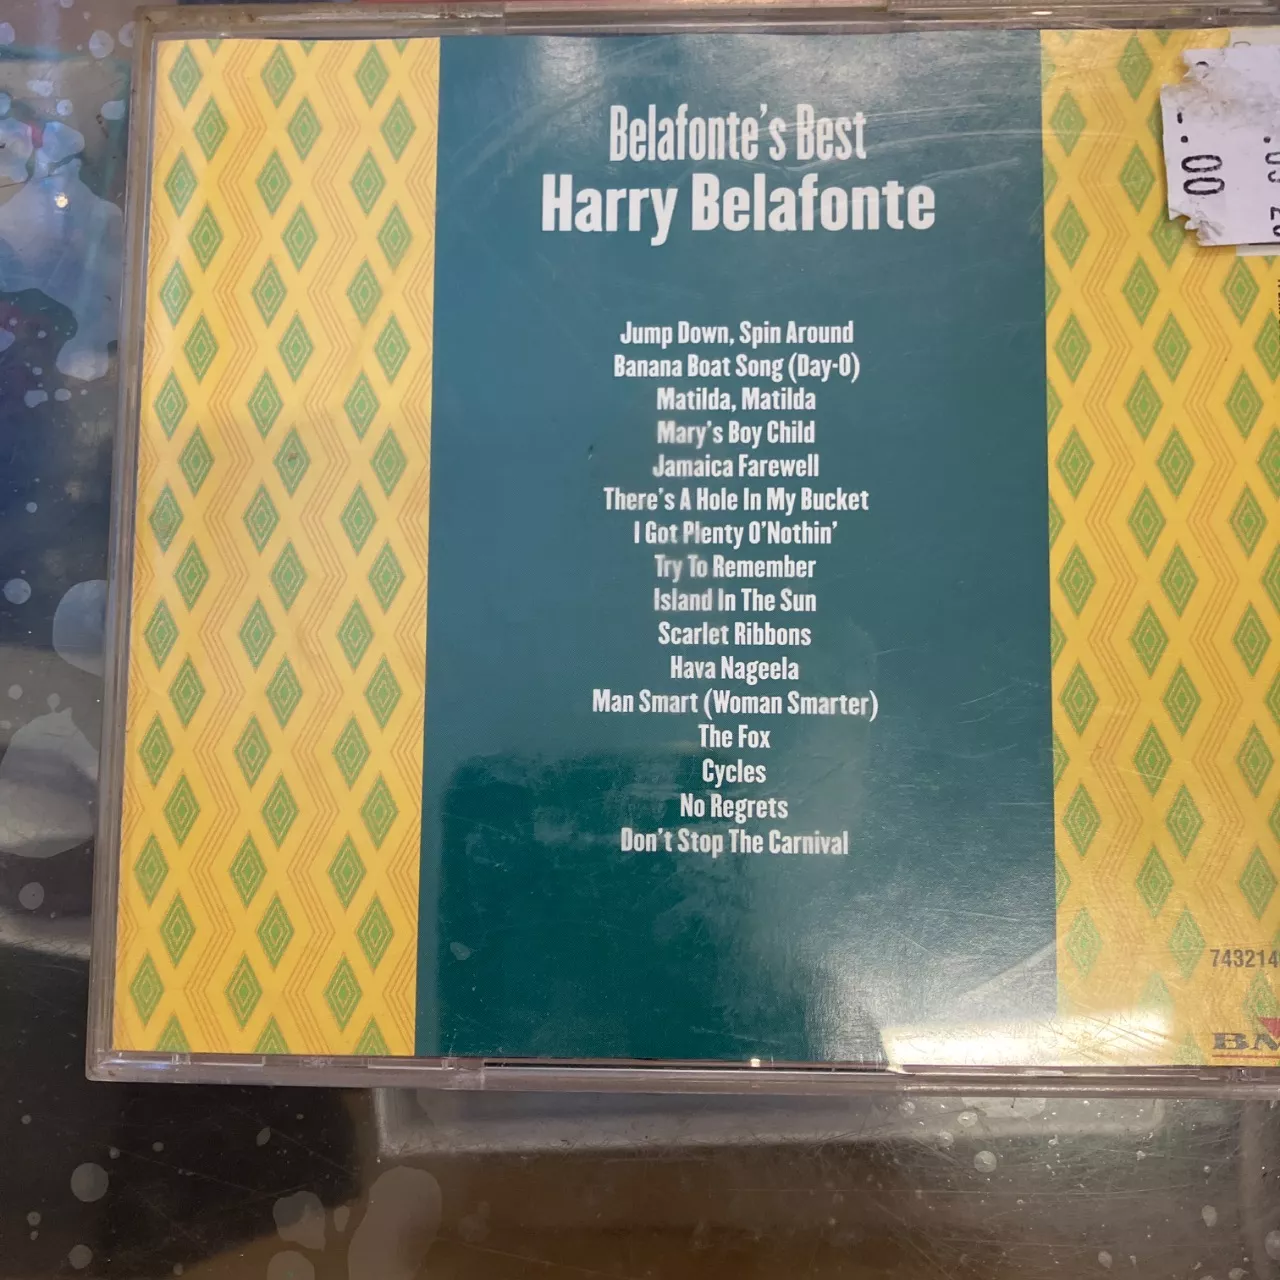 Belafonte's Best
Harry Belafonte
Jump Down, Spin Around
Banana Boat Song (Day-O)
Matilda, Matilda
Mary's Boy Child
Jamaica Farewell
There's A Hole In My Bucket
I Got Plenty O'Nothin'
Try To Remember
Island In The Sun
Scarlet Ribbons
Hava Nageela
Man Smart (Woman Smarter)
The Fox
Cycles
No Regrets
Don't Stop The Carnival
.00
743214
BM